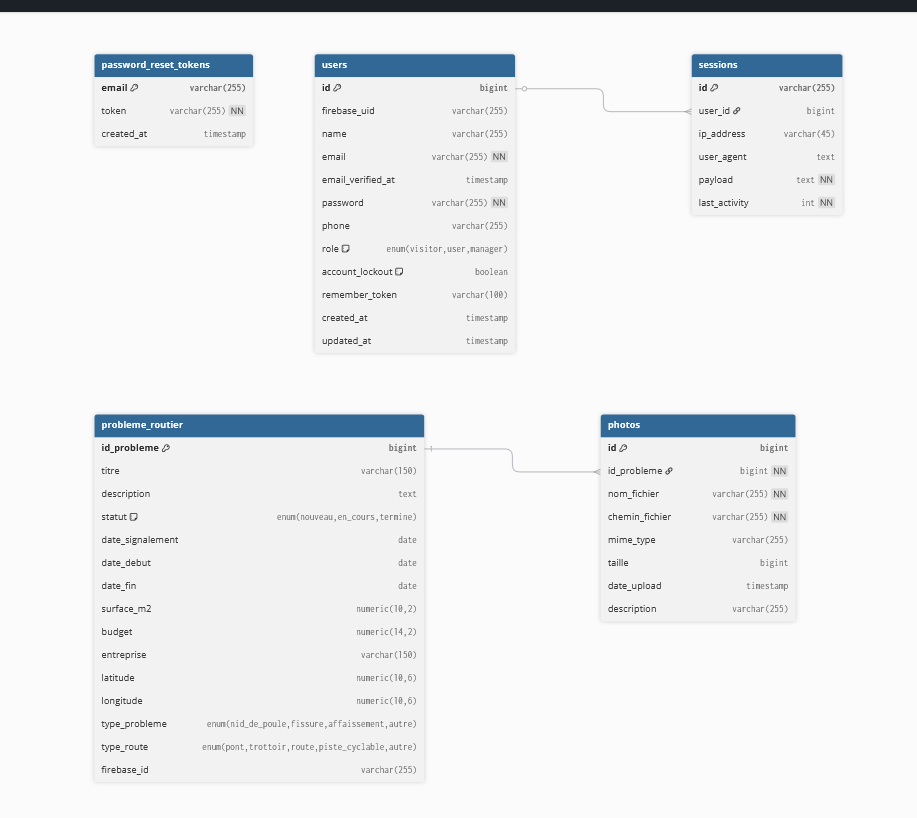 password_reset_tokens
email varchar(255)
token varchar(255) NN
created_at timestamp
users
id bigint
firebase_uid varchar(255)
name varchar(255)
email varchar(255) NN
email_verified_at timestamp
password varchar(255) NN
phone varchar(255)
role enum(visitor,user,manager)
account_lockout boolean
remember_token varchar(100)
created_at timestamp
updated_at timestamp
sessions
id varchar(255)
user_id bigint
ip_address varchar(45)
user_agent text
payload text NN
last_activity int NN
probleme_routier
id_probleme bigint
titre varchar(150)
description text
statut enum(nouveau,en_cours,termine)
date_signalement date
date_debut date
date_fin date
surface_m2 numeric(10,2)
budget numeric(14,2)
entreprise varchar(150)
latitude numeric(10,6)
longitude numeric(10,6)
type_probleme enum(nid_de_poule,fissure,affaissement,autre)
type_route enum(pont,trottoir,route,piste_cyclable,autre)
firebase_id varchar(255)
photos
id bigint
id_probleme bigint NN
nom_fichier varchar(255) NN
chemin_fichier varchar(255) NN
mime_type varchar(255)
taille bigint
date_upload timestamp
description varchar(255)